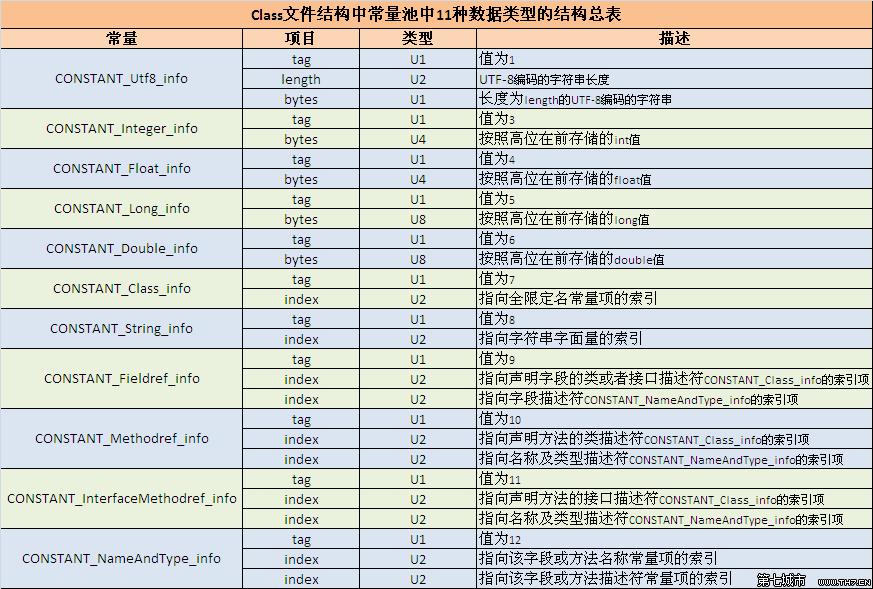 Class文件结构中常量池中11种数据类型的结构总表
常量 项目 类型 描述
CONSTANT_Utf8_info tag U1 值为1
length U2 UTF-8编码的字符串长度
bytes U1 长度为length的UTF-8编码的字符串
CONSTANT_Integer_info tag U1 值为3
bytes U4 按照高位在前存储的int值
CONSTANT_Float_info tag U1 值为4
bytes U4 按照高位在前存储的float值
CONSTANT_Long_info tag U1 值为5
bytes U8 按照高位在前存储的long值
CONSTANT_Double_info tag U1 值为6
bytes U8 按照高位在前存储的double值
CONSTANT_Class_info tag U1 值为7
index U2 指向全限定名常量项的索引
CONSTANT_String_info tag U1 值为8
index U2 指向字符串字面量的索引
CONSTANT_Fieldref_info tag U1 值为9
index U2 指向声明字段的类或者接口描述符CONSTANT_Class_info的索引项
index U2 指向字段描述符CONSTANT_NameAndType_info的索引项
CONSTANT_Methodref_info tag U1 值为10
index U2 指向声明方法的类描述符CONSTANT_Class_info的索引项
index U2 指向名称及类型描述符CONSTANT_NameAndType_info的索引项
CONSTANT_InterfaceMethodref_info tag U1 值为11
index U2 指向声明方法的接口描述符CONSTANT_Class_info的索引项
index U2 指向名称及类型描述符CONSTANT_NameAndType_info的索引项
CONSTANT_NameAndType_info tag U1 值为12
index U2 指向该字段或方法名称常量项的索引
index U2 指向该字段或方法描述符常量项的索引
第七城市 WWW.TH7.CN